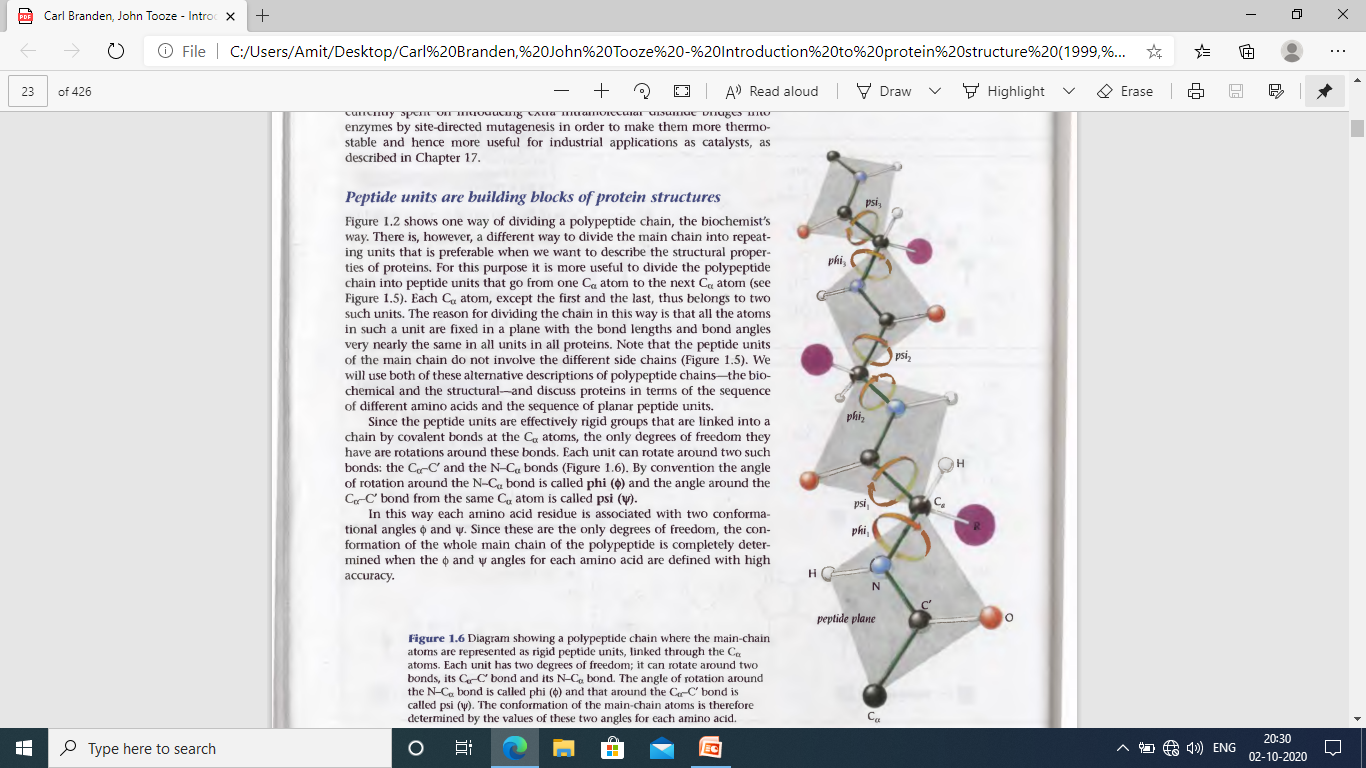 Carl Branden, John Tooze - Intro
File
C:/Users/Amit/Desktop/Carl%20Branden,%20John%20Tooze%20-%20Introduction%20to%20protein%20structure%20(1999,%...
23 of 426
Read aloud
Draw
Highlight
Erase
currently spent on introducing extra intramolecular disulfide bridges into
enzymes by site-directed mutagenesis in order to make them more thermo-
stable and hence more useful for industrial applications as catalysts, as
described in Chapter 17.
Peptide units are building blocks of protein structures
Figure 1.2 shows one way of dividing a polypeptide chain, the biochemist's
way. There is, however, a different way to divide the main chain into repeat-
ing units that is preferable when we want to describe the structural proper-
ties of proteins. For this purpose it is more useful to divide the polypeptide
chain into peptide units that go from one Cα atom to the next Cα atom (see
Figure 1.5). Each Cα atom, except the first and the last, thus belongs to two
such units. The reason for dividing the chain in this way is that all the atoms
in such a unit are fixed in a plane with the bond lengths and bond angles
very nearly the same in all units in all proteins. Note that the peptide units
of the main chain do not involve the different side chains (Figure 1.5). We
will use both of these alternative descriptions of polypeptide chains—the bio-
chemical and the structural—and discuss proteins in terms of the sequence
of different amino acids and the sequence of planar peptide units.
Since the peptide units are effectively rigid groups that are linked into a
chain by covalent bonds at the Cα atoms, the only degrees of freedom they
have are rotations around these bonds. Each unit can rotate around two such
bonds: the Cα–C′ and the N–Cα bonds (Figure 1.6). By convention the angle
of rotation around the N–Cα bond is called phi (ϕ) and the angle around the
Cα–C′ bond from the same Cα atom is called psi (ψ).
In this way each amino acid residue is associated with two conforma-
tional angles ϕ and ψ. Since these are the only degrees of freedom, the con-
formation of the whole main chain of the polypeptide is completely deter-
mined when the ϕ and ψ angles for each amino acid are defined with high
accuracy.
Figure 1.6 Diagram showing a polypeptide chain where the main-chain
atoms are represented as rigid peptide units, linked through the Cα
atoms. Each unit has two degrees of freedom; it can rotate around two
bonds, its Cα–C′ bond and its N–Cα bond. The angle of rotation around
the N–Cα bond is called phi (ϕ) and that around the Cα–C′ bond is
called psi (ψ). The conformation of the main-chain atoms is therefore
determined by the values of these two angles for each amino acid.
psi₃
phi₃
psi₂
phi₂
H
psi₁
Cα
phi₁
R
H
N
C′
peptide plane
O
Cα
Type here to search
ENG
20:30
02-10-2020